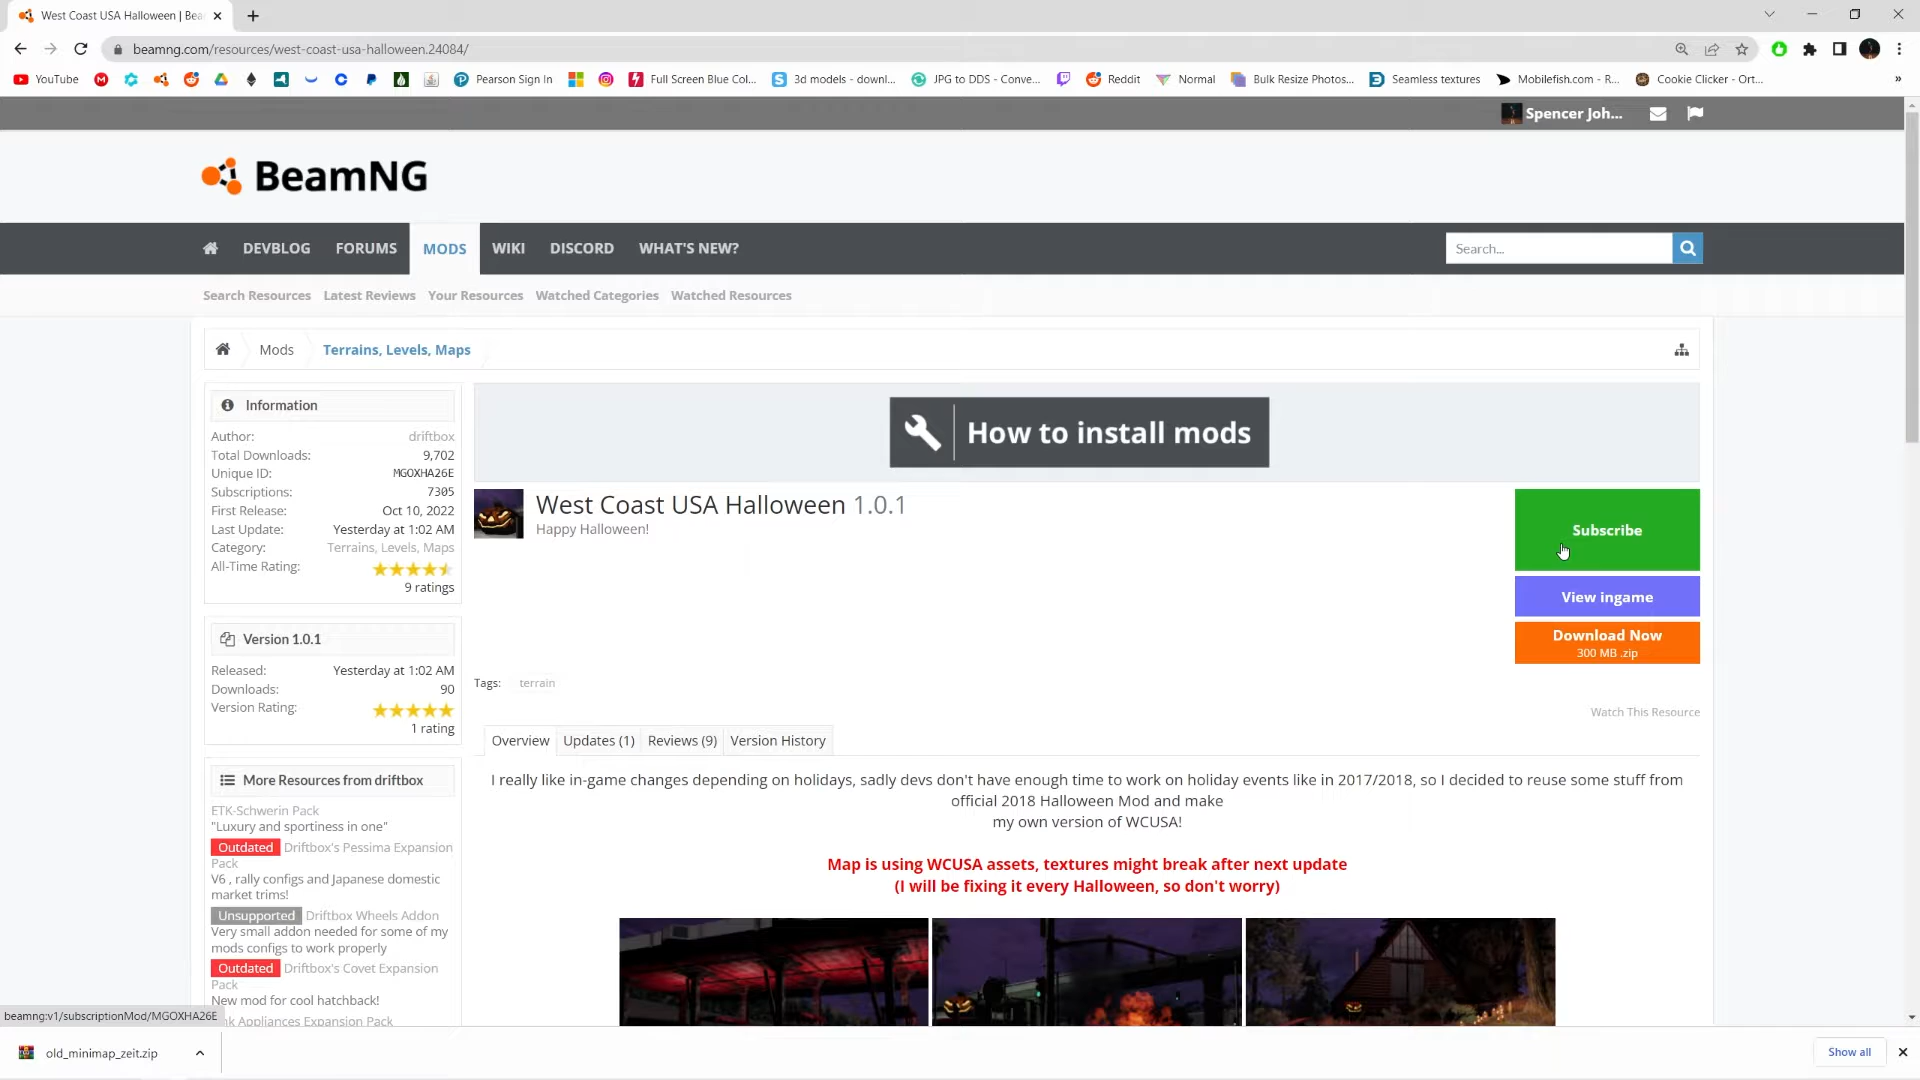 West Coast USA Halloween | Bea
beamng.com/resources/west-coast-usa-halloween.24084/
YouTube
Pearson Sign In
Full Screen Blue Col...
3d models - downl...
JPG to DDS - Conve...
Reddit
Normal
Bulk Resize Photos...
Seamless textures
Mobilefish.com - R...
Cookie Clicker - Ort...
»
Spencer Joh...
BeamNG
DEVBLOG
FORUMS
MODS
WIKI
DISCORD
WHAT'S NEW?
Search...
Search Resources
Latest Reviews
Your Resources
Watched Categories
Watched Resources
Mods
Terrains, Levels, Maps
Information
Author: driftbox
Total Downloads: 9,702
Unique ID: MGOXHA26E
Subscriptions: 7305
First Release: Oct 10, 2022
Last Update: Yesterday at 1:02 AM
Category: Terrains, Levels, Maps
All-Time Rating:
9 ratings
Version 1.0.1
Released: Yesterday at 1:02 AM
Downloads: 90
Version Rating:
1 rating
More Resources from driftbox
ETK-Schwerin Pack
"Luxury and sportiness in one"
Outdated Driftbox's Pessima Expansion
Pack
V6 , rally configs and Japanese domestic
market trims!
Unsupported Driftbox Wheels Addon
Very small addon needed for some of my
mods configs to work properly
Outdated Driftbox's Covet Expansion
Pack
New mod for cool hatchback!
nk Appliances Expansion Pack
How to install mods
West Coast USA Halloween 1.0.1
Happy Halloween!
Subscribe
View ingame
Download Now
300 MB .zip
Tags: terrain
Watch This Resource
Overview
Updates (1)
Reviews (9)
Version History
I really like in-game changes depending on holidays, sadly devs don't have enough time to work on holiday events like in 2017/2018, so I decided to reuse some stuff from
official 2018 Halloween Mod and make
my own version of WCUSA!
Map is using WCUSA assets, textures might break after next update
(I will be fixing it every Halloween, so don't worry)
beamng:v1/subscriptionMod/MGOXHA26E
old_minimap_zeit.zip
Show all